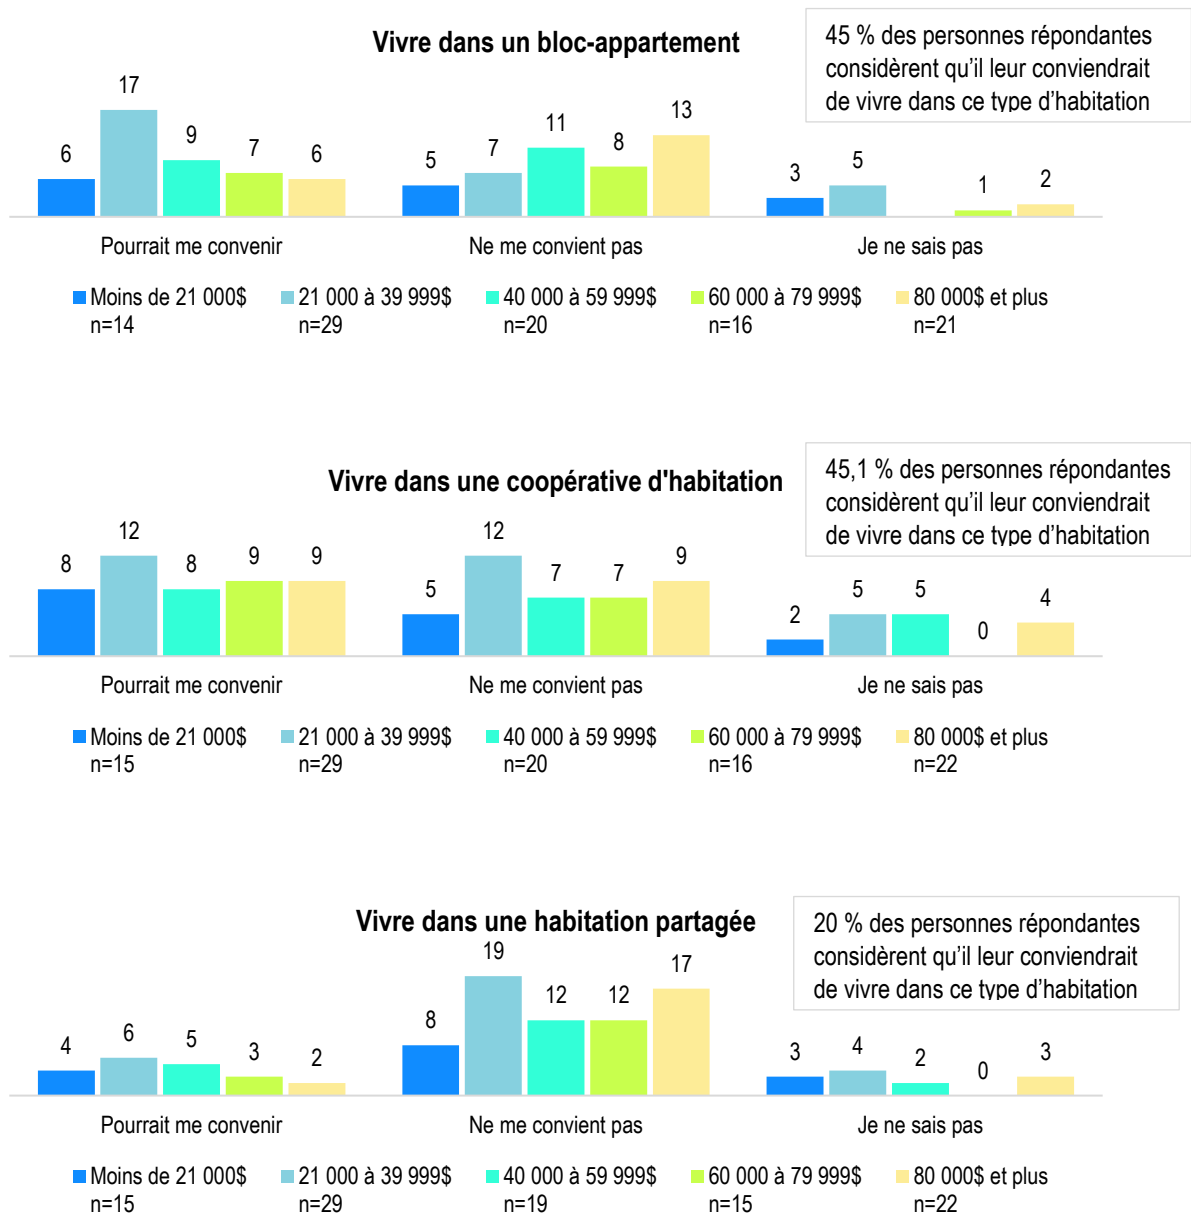 Vivre dans un bloc-appartement
45 % des personnes répondantes
considèrent qu’il leur conviendrait
de vivre dans ce type d’habitation
6 17 9 7 6 5 7 11 8 13 3 5 1 2
Pourrait me convenir Ne me convient pas Je ne sais pas
Moins de 21 000$ 21 000 à 39 999$ 40 000 à 59 999$ 60 000 à 79 999$ 80 000$ et plus
n=14 n=29 n=20 n=16 n=21
Vivre dans une coopérative d'habitation
45,1 % des personnes répondantes
considèrent qu’il leur conviendrait
de vivre dans ce type d’habitation
8 12 8 9 9 5 12 7 7 9 2 5 5 0 4
Pourrait me convenir Ne me convient pas Je ne sais pas
Moins de 21 000$ 21 000 à 39 999$ 40 000 à 59 999$ 60 000 à 79 999$ 80 000$ et plus
n=15 n=29 n=20 n=16 n=22
Vivre dans une habitation partagée
20 % des personnes répondantes
considèrent qu’il leur conviendrait
de vivre dans ce type d’habitation
4 6 5 3 2 8 19 12 12 17 3 4 2 0 3
Pourrait me convenir Ne me convient pas Je ne sais pas
Moins de 21 000$ 21 000 à 39 999$ 40 000 à 59 999$ 60 000 à 79 999$ 80 000$ et plus
n=15 n=29 n=19 n=15 n=22